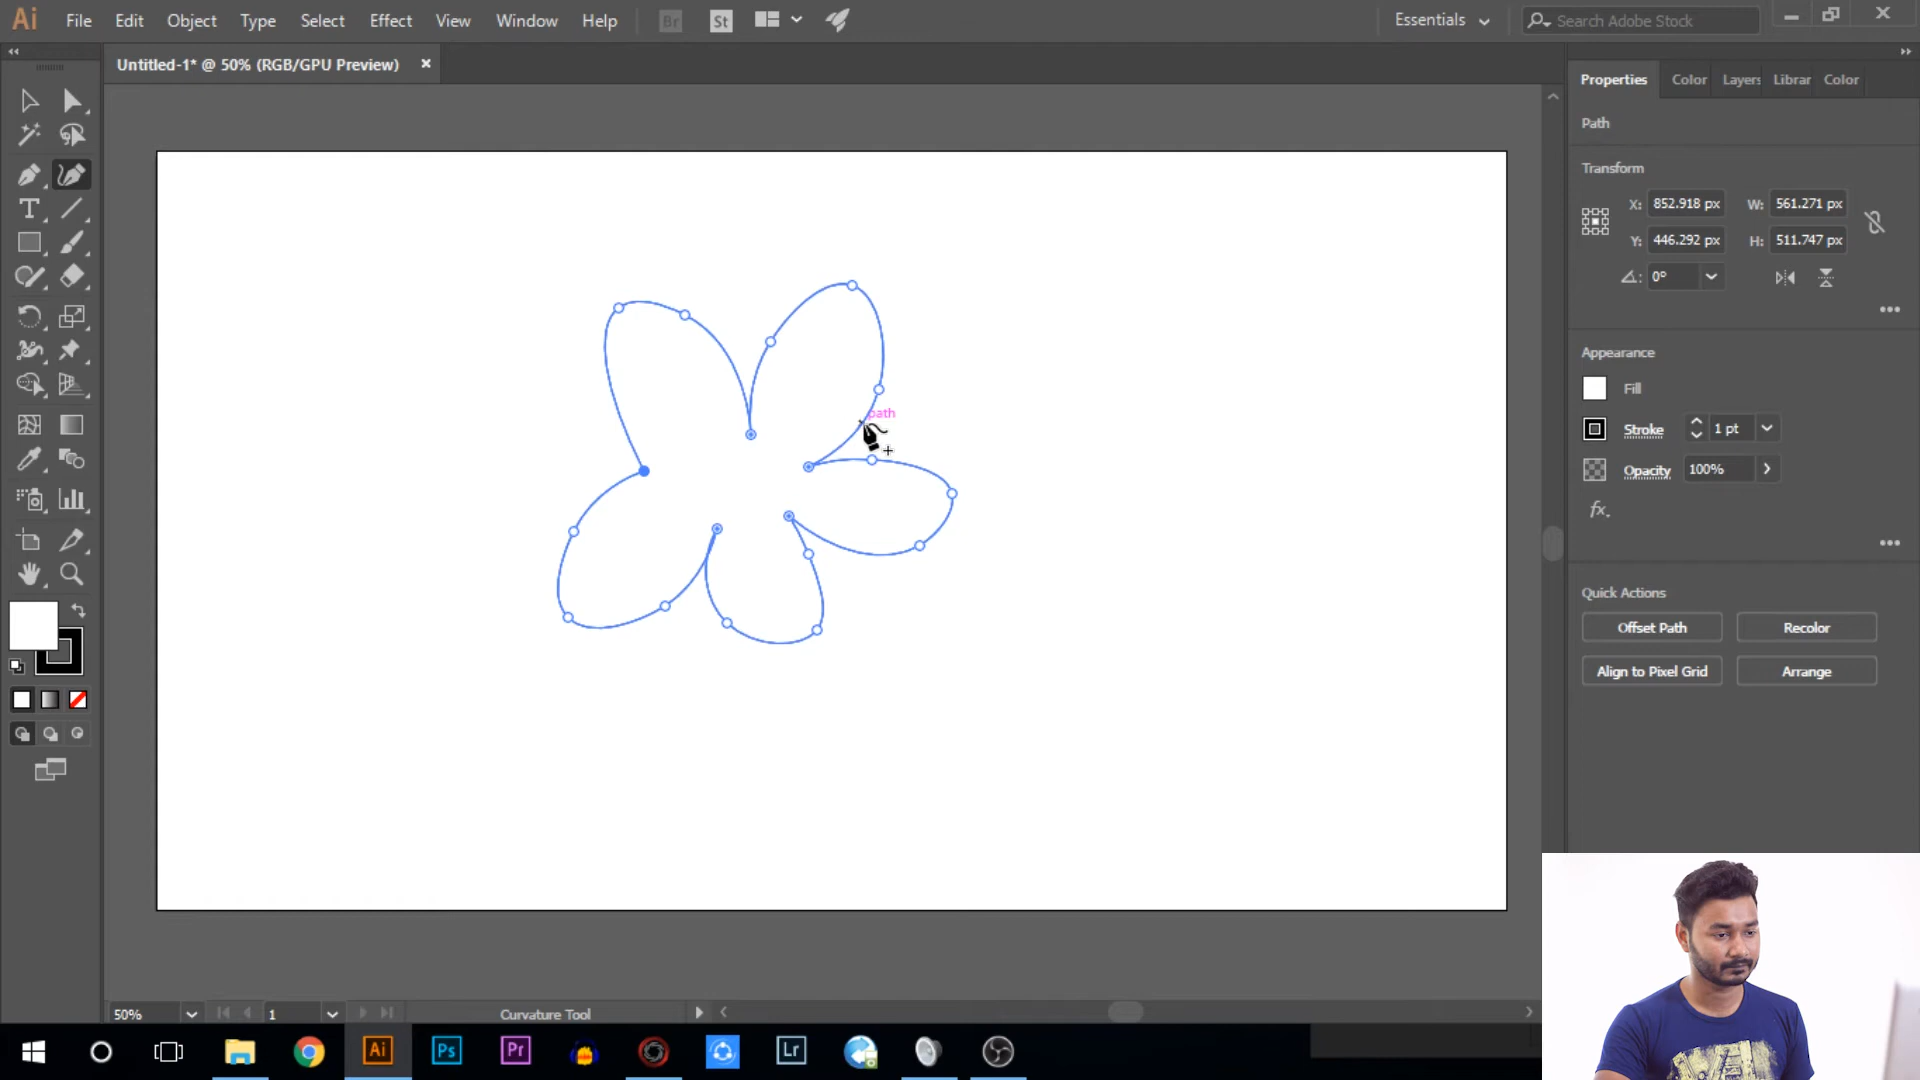 Ai File Edit Object Type Select Effect View Window Help Br St Essentials Search Adobe Stock
Untitled-1* @ 50% (RGB/GPU Preview) ×
Properties Color Layers Librar Color
Path
Transform
X: 852.918 px W: 561.271 px
Y: 446.292 px H: 511.747 px
0°
Appearance
Fill
Stroke 1 pt
Opacity 100%
fx.
Quick Actions
Offset Path Recolor
Align to Pixel Grid Arrange
path
50% 1 Curvature Tool
Ai Ps Pr Lr